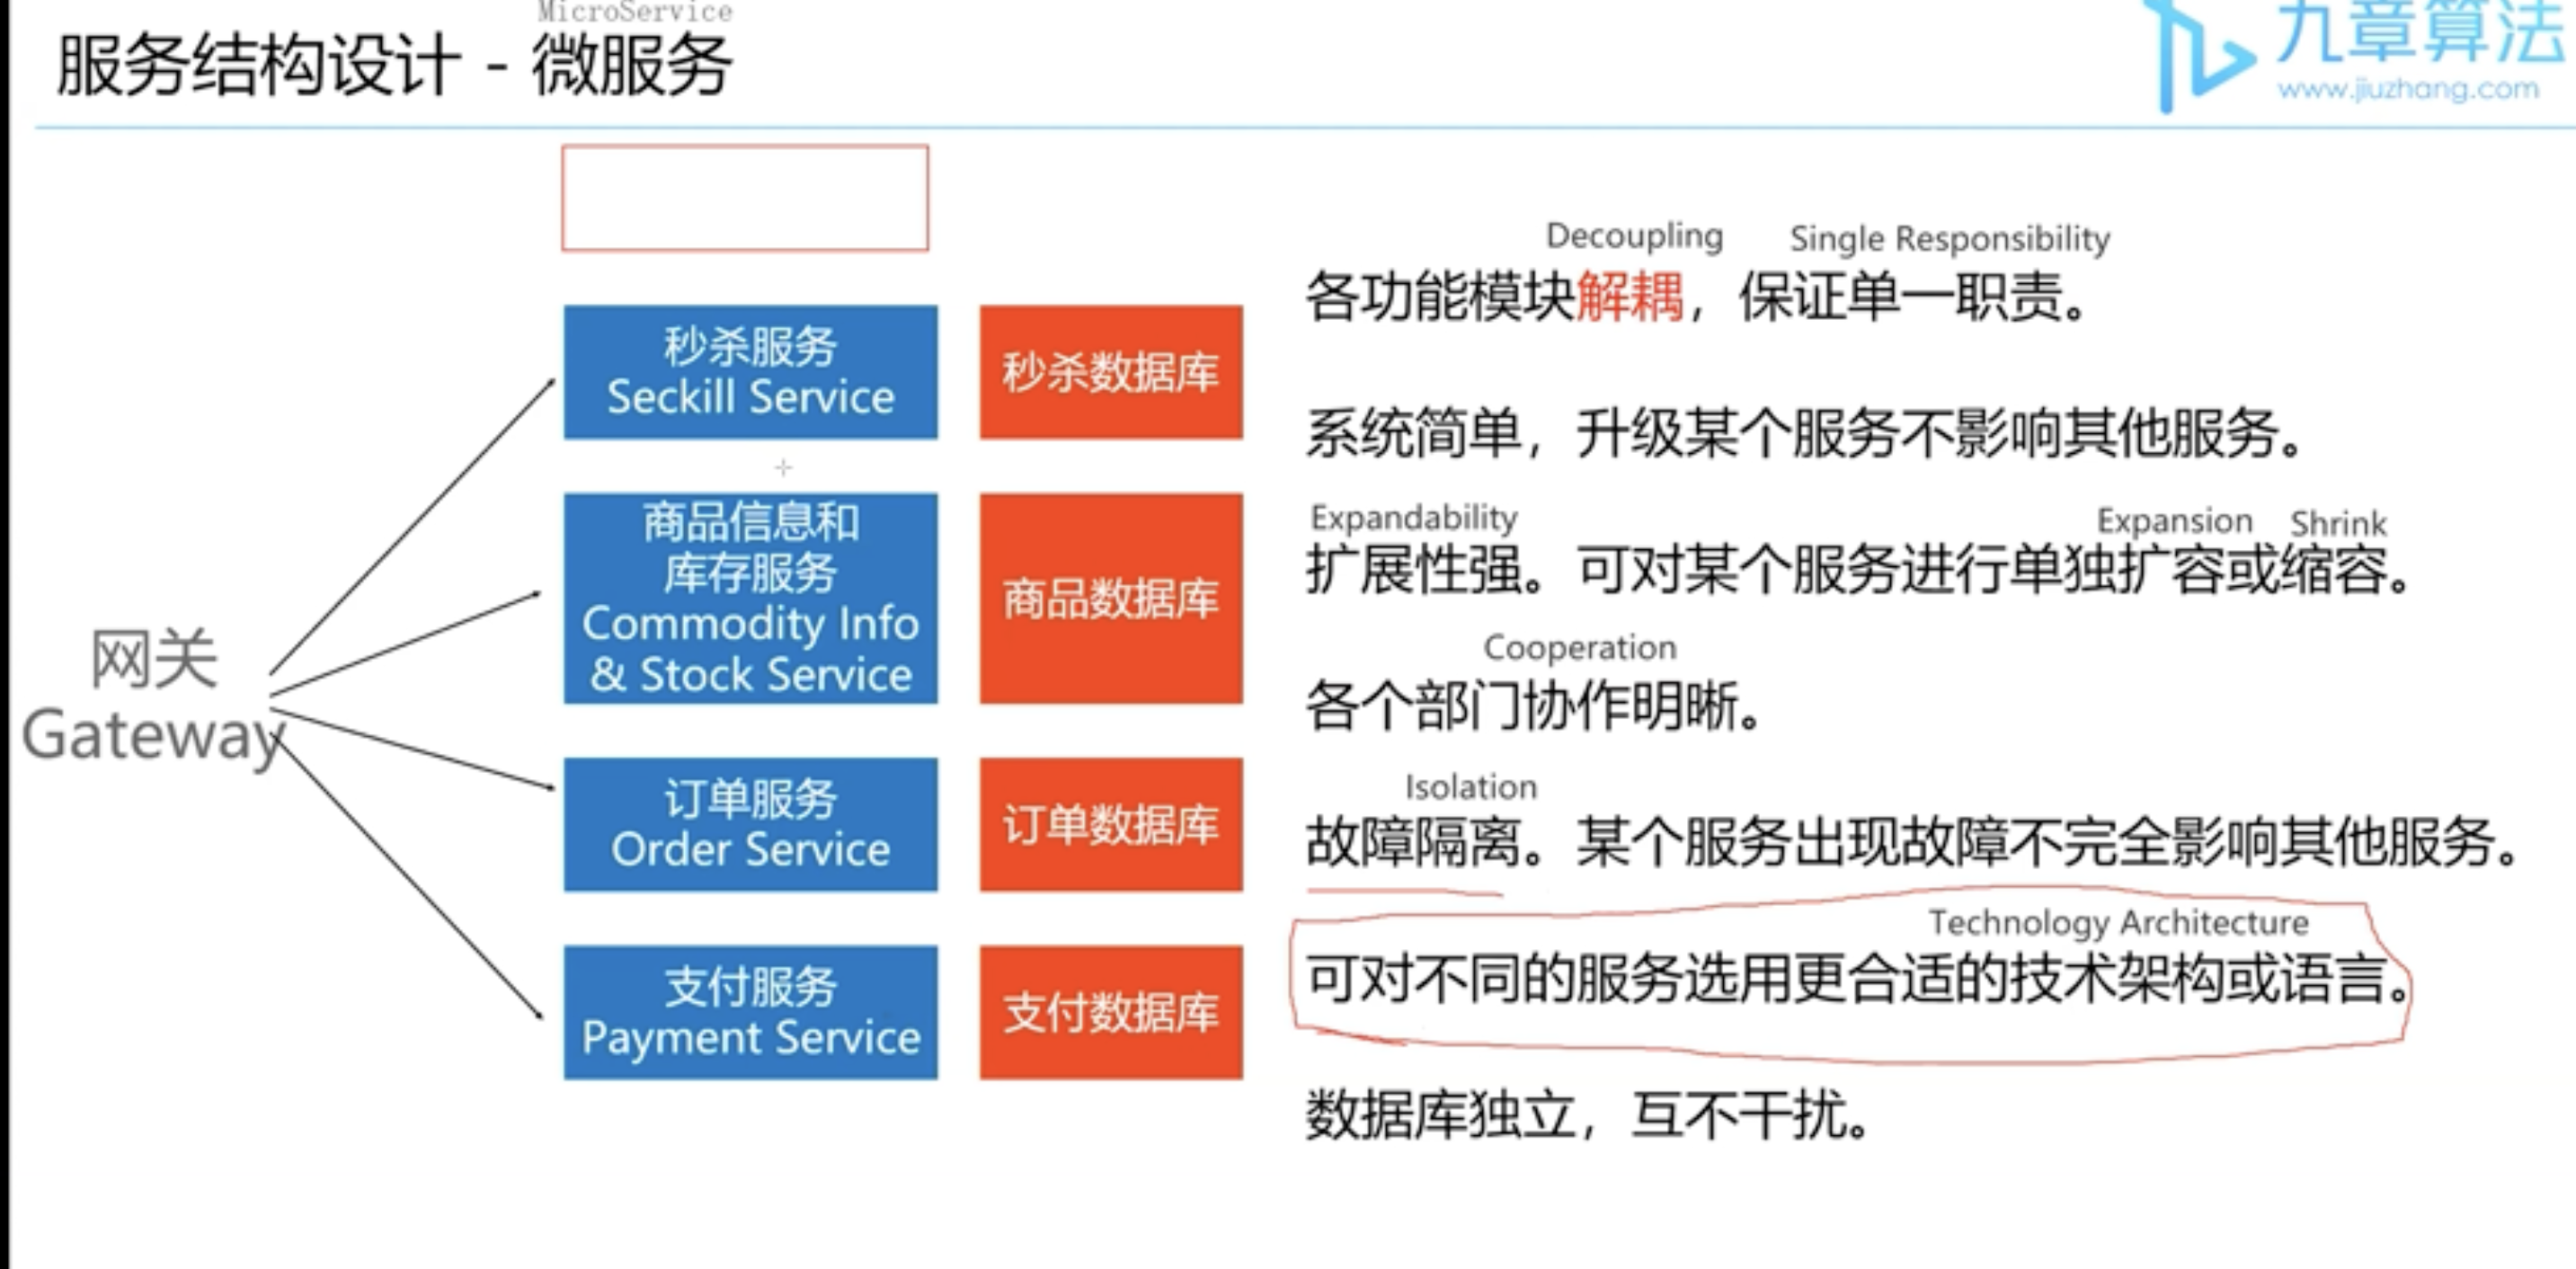 MicroService
服务结构设计 - 微服务
九章算法
www.jiuzhang.com
网关
Gateway
秒杀服务
Seckill Service
秒杀数据库
商品信息和
库存服务
Commodity Info
& Stock Service
商品数据库
订单服务
Order Service
订单数据库
支付服务
Payment Service
支付数据库
Decoupling Single Responsibility
各功能模块解耦，保证单一职责。
系统简单，升级某个服务不影响其他服务。
Expandability Expansion Shrink
扩展性强。可对某个服务进行单独扩容或缩容。
Cooperation
各个部门协作明晰。
Isolation
故障隔离。某个服务出现故障不完全影响其他服务。
Technology Architecture
可对不同的服务选用更合适的技术架构或语言。
数据库独立，互不干扰。